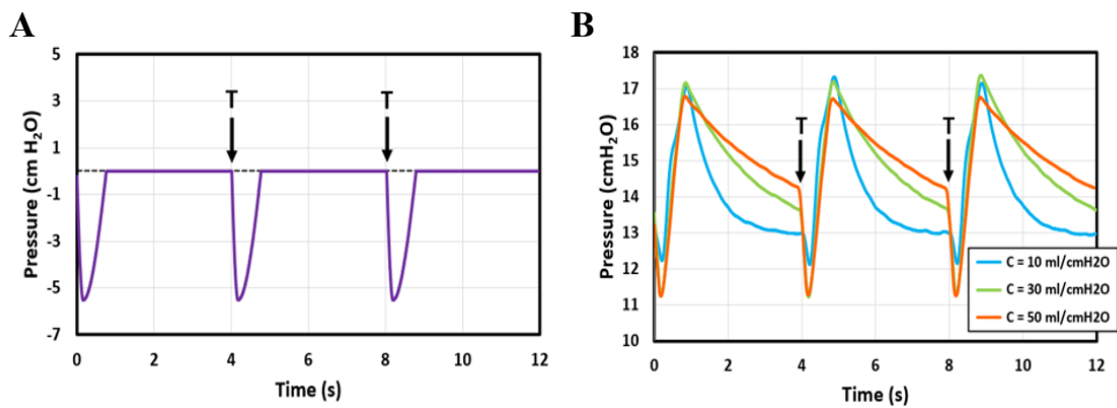 A
Pressure (cm H₂O)
5
3
1
-1
-3
-5
-7
T
T
0 2 4 6 8 10 12
Time (s)
B
Pressure (cmH₂O)
18
17
16
15
14
13
12
11
10
T
T
C = 10 ml/cmH2O
C = 30 ml/cmH2O
C = 50 ml/cmH2O
0 2 4 6 8 10 12
Time (s)